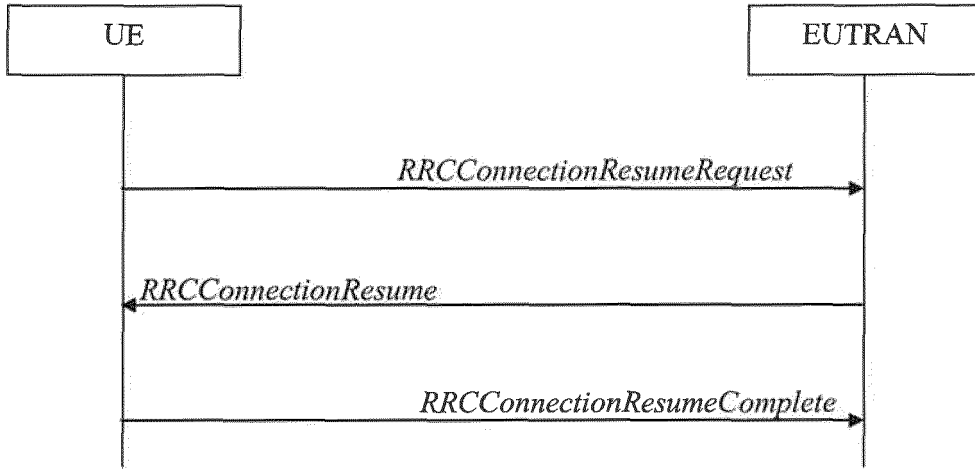 UE
EUTRAN
RRCConnectionResumeRequest
RRCConnectionResume
RRCConnectionResumeComplete